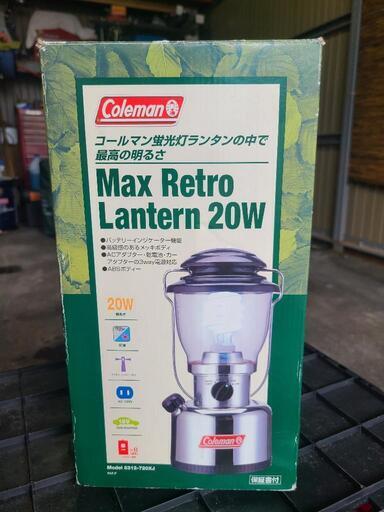 Coleman
コールマン蛍光灯ランタンの中で
最高の明るさ
Max Retro
Lantern 20W
●バッテリーインジケーター機能
●高級感のあるメッキボディ
●ACアダプター・乾電池・カー
アダプターの3way電源対応
●ABSボディー
20W
Coleman
Model 5312-720XJ
保証書付